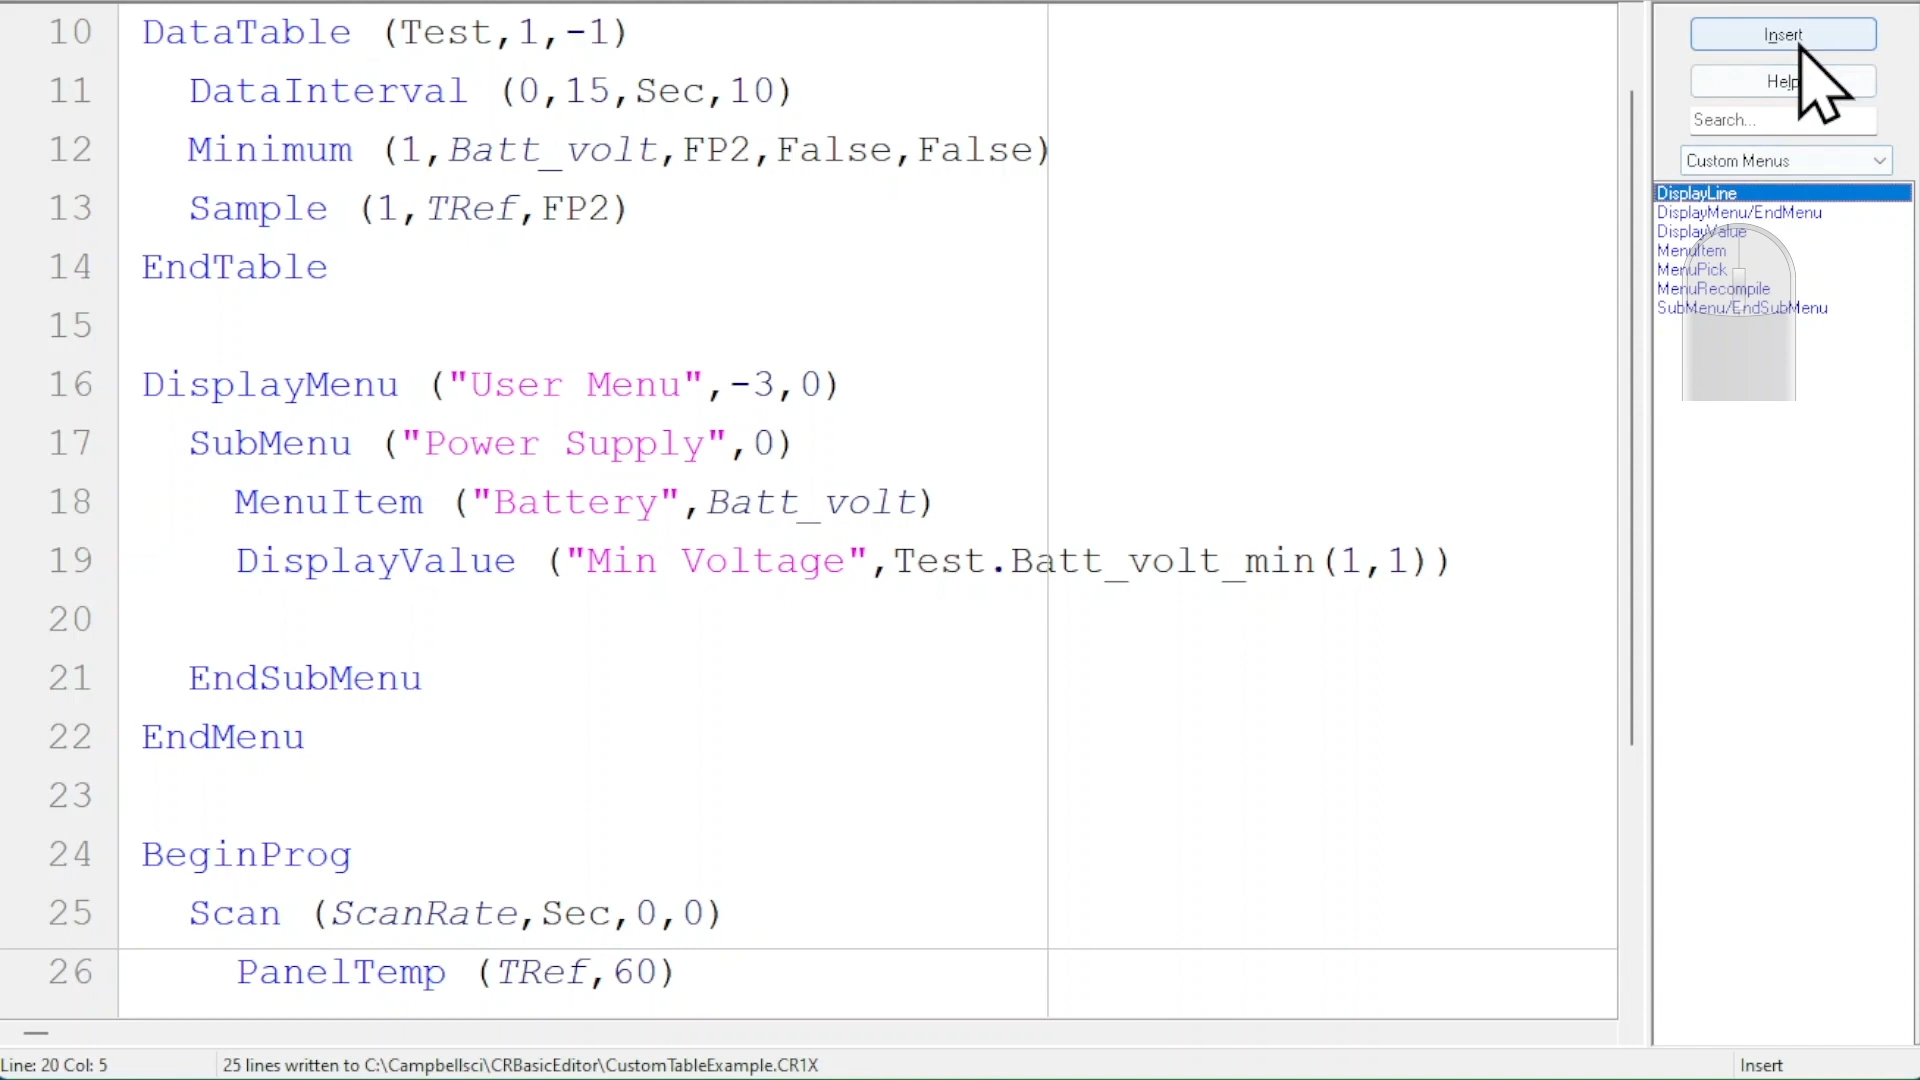 10 DataTable (Test,1,-1)
11 DataInterval (0,15,Sec,10)
12 Minimum (1,Batt_volt,FP2,False,False)
13 Sample (1,TRef,FP2)
14 EndTable
15
16 DisplayMenu ("User Menu",-3,0)
17 SubMenu ("Power Supply",0)
18 MenuItem ("Battery",Batt_volt)
19 DisplayValue ("Min Voltage",Test.Batt_volt_min(1,1))
20
21 EndSubMenu
22 EndMenu
23
24 BeginProg
25 Scan (ScanRate,Sec,0,0)
26 PanelTemp (TRef,60)
Insert
Help
Search...
Custom Menus
DisplayLine
DisplayMenu/EndMenu
DisplayValue
MenuItem
MenuPick
MenuRecompile
SubMenu/EndSubMenu
Line: 20 Col: 5
25 lines written to C:\Campbellsci\CRBasicEditor\CustomTableExample.CR1X
Insert